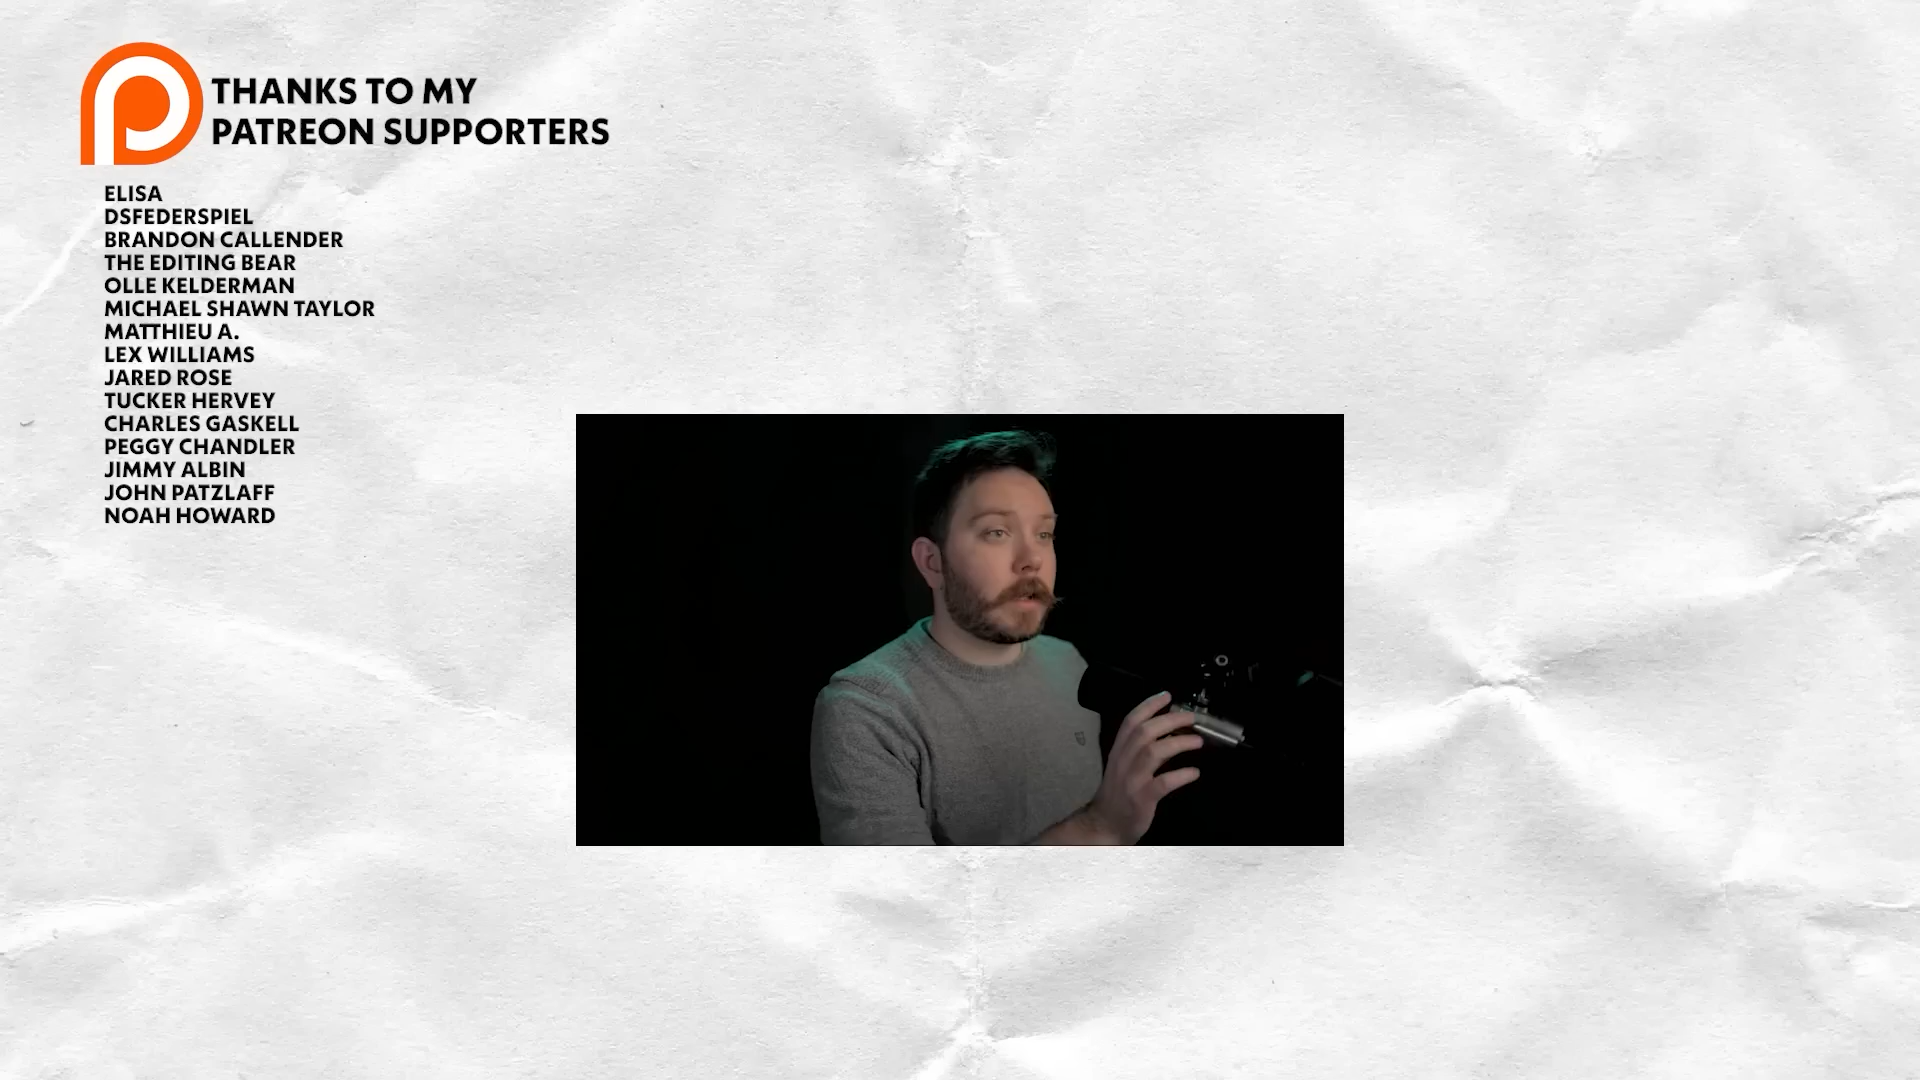 THANKS TO MY
PATREON SUPPORTERS
ELISA
DSFEDERSPIEL
BRANDON CALLENDER
THE EDITING BEAR
OLLE KELDERMAN
MICHAEL SHAWN TAYLOR
MATTHIEU A.
LEX WILLIAMS
JARED ROSE
TUCKER HERVEY
CHARLES GASKELL
PEGGY CHANDLER
JIMMY ALBIN
JOHN PATZLAFF
NOAH HOWARD